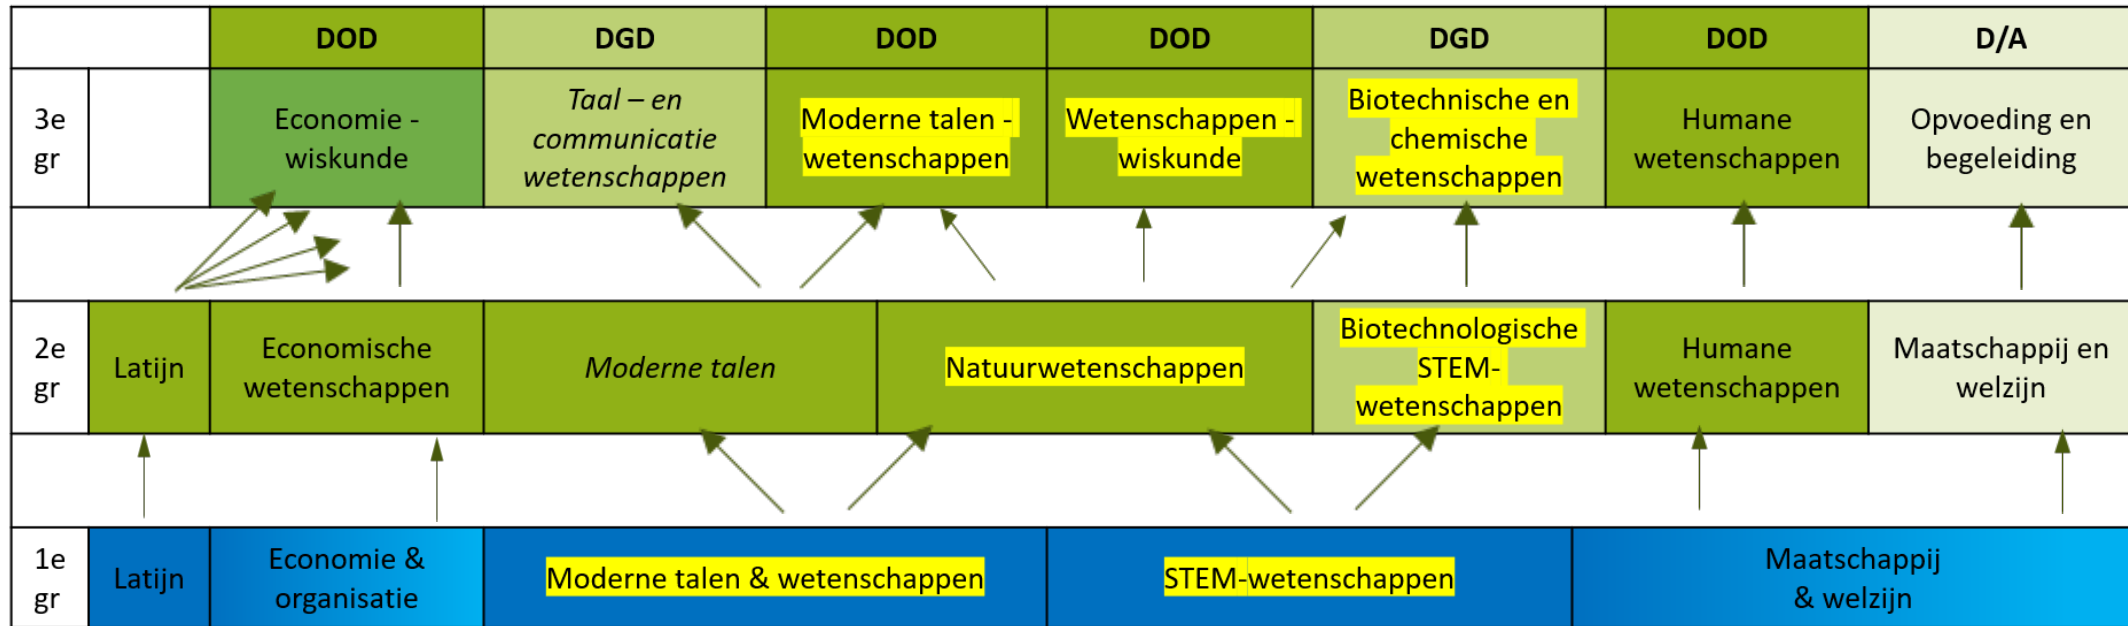 DOD
DGD
DOD
DOD
DGD
DOD
D/A
3e
gr
Economie -
wiskunde
Taal – en
communicatie
wetenschappen
Moderne talen -
wetenschappen
Wetenschappen -
wiskunde
Biotechnische en
chemische
wetenschappen
Humane
wetenschappen
Opvoeding en
begeleiding
2e
gr
Latijn
Economische
wetenschappen
Moderne talen
Natuurwetenschappen
Biotechnologische
STEM-
wetenschappen
Humane
wetenschappen
Maatschappij en
welzijn
1e
gr
Latijn
Economie &
organisatie
Moderne talen & wetenschappen
STEM-wetenschappen
Maatschappij
& welzijn